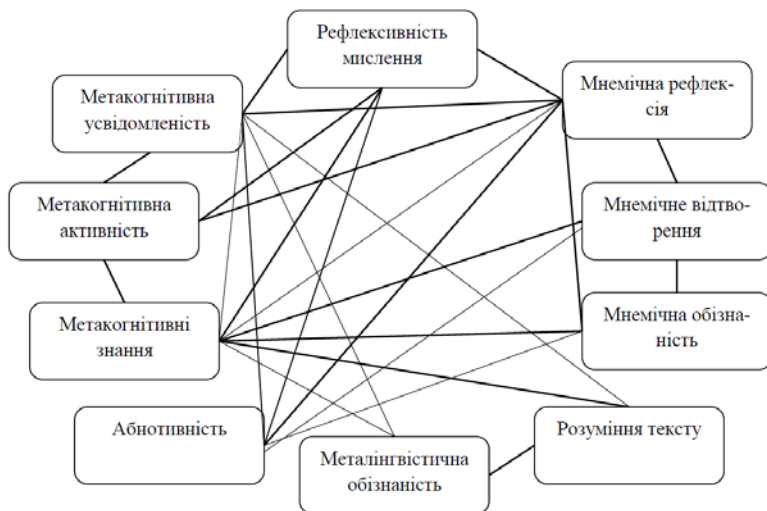 Рефлексивність
мислення
Метакогнітивна
усвідомленість
Мнемічна рефлек-
сія
Метакогнітивна
активність
Мнемічне відтво-
рення
Метакогнітивні
знання
Мнемічна обізна-
ність
Абнотивність
Металінгвістична
обізнаність
Розуміння тексту